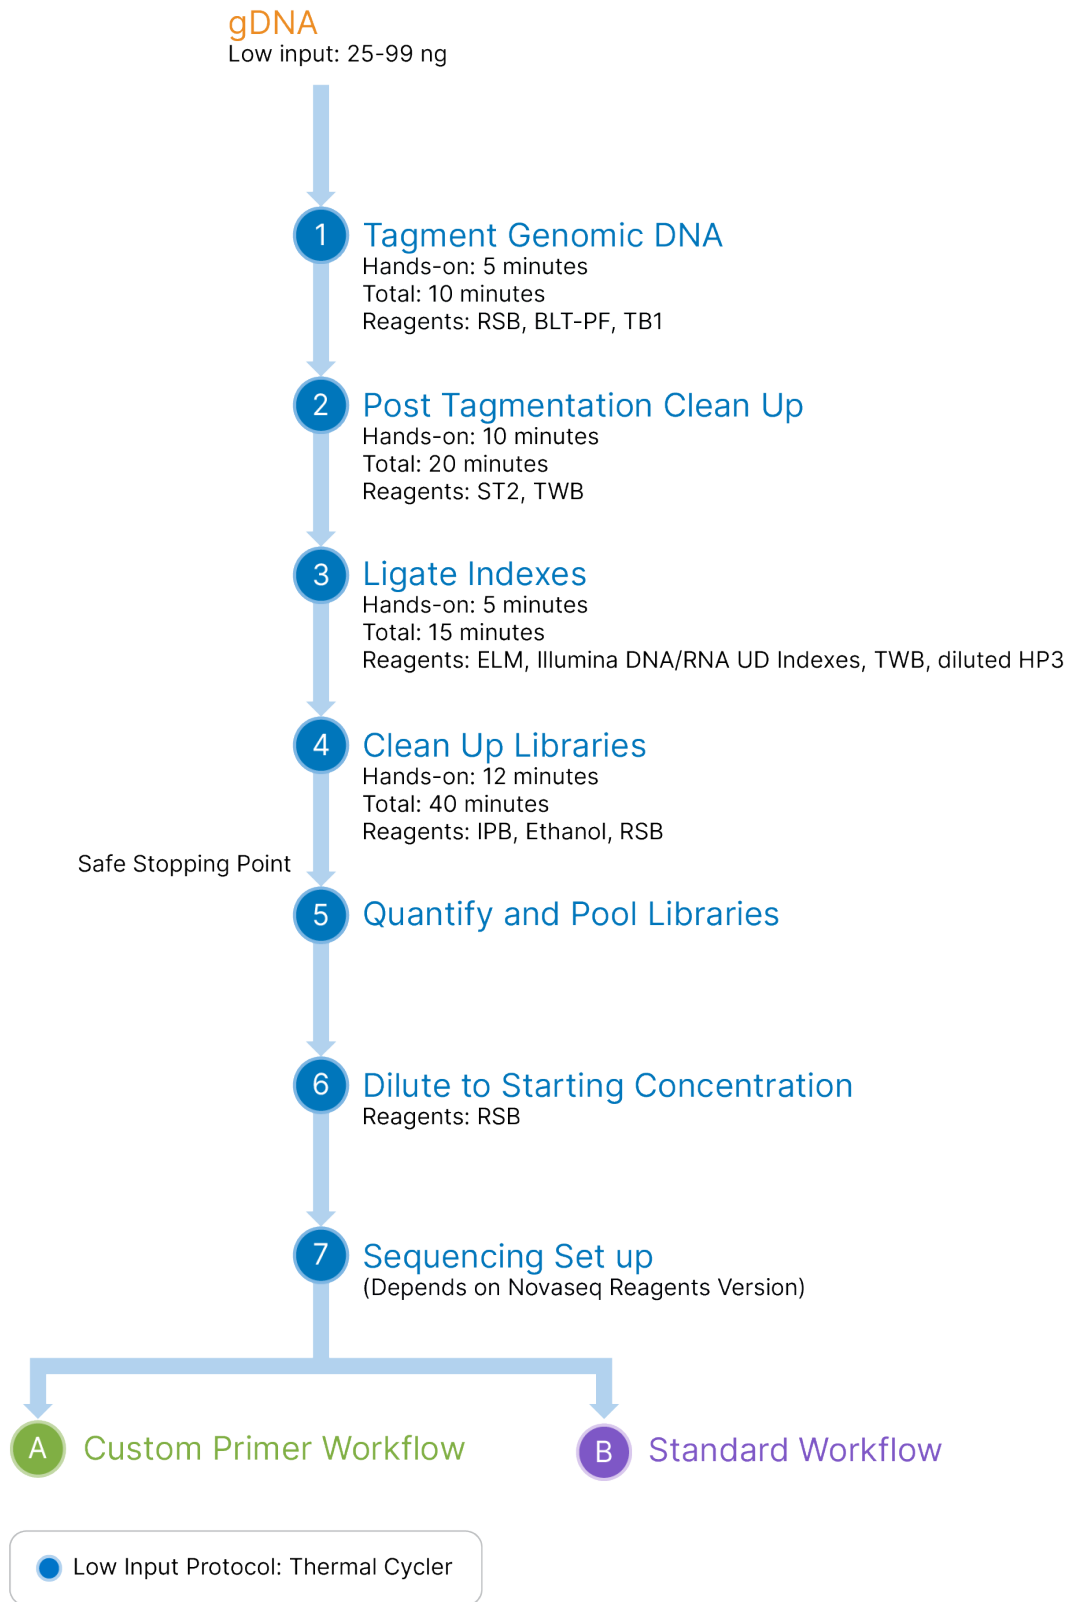 gDNA
Low input: 25-99 ng
1
Tagment Genomic DNA
Hands-on: 5 minutes
Total: 10 minutes
Reagents: RSB, BLT-PF, TB1
2
Post Tagmentation Clean Up
Hands-on: 10 minutes
Total: 20 minutes
Reagents: ST2, TWB
3
Ligate Indexes
Hands-on: 5 minutes
Total: 15 minutes
Reagents: ELM, Illumina DNA/RNA UD Indexes, TWB, diluted HP3
4
Clean Up Libraries
Hands-on: 12 minutes
Total: 40 minutes
Reagents: IPB, Ethanol, RSB
Safe Stopping Point
5
Quantify and Pool Libraries
6
Dilute to Starting Concentration
Reagents: RSB
7
Sequencing Set up
(Depends on Novaseq Reagents Version)
A
Custom Primer Workflow
B
Standard Workflow
Low Input Protocol: Thermal Cycler